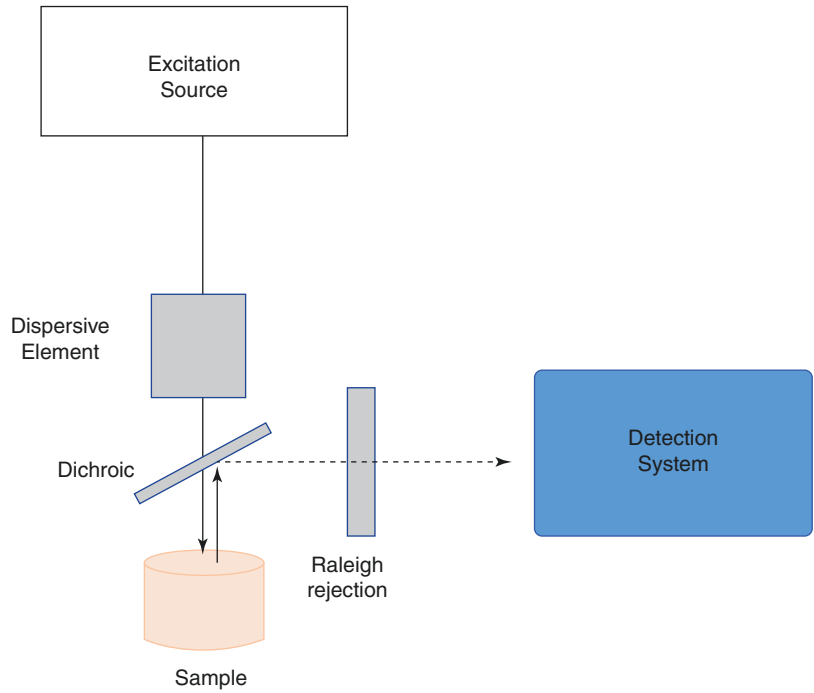 Excitation
Source
Dispersive
Element
Dichroic
Detection
System
Raleigh
rejection
Sample